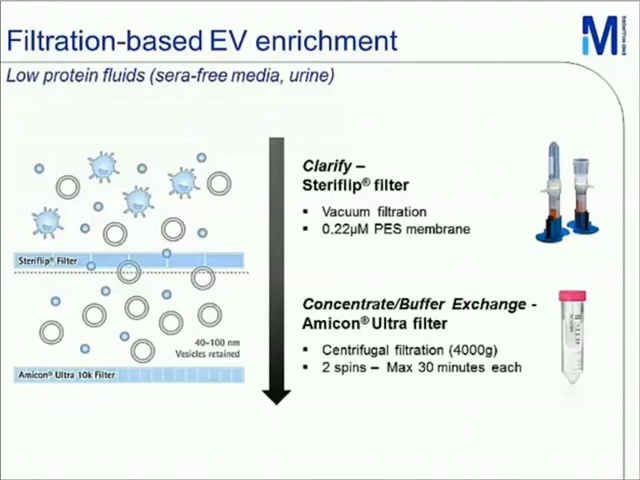 Filtration-based EV enrichment
Low protein fluids (sera-free media, urine)
M
Clarify –
Steriflip® filter
▪ Vacuum filtration
▪ 0.22µM PES membrane
Steriflip® Filter
Concentrate/Buffer Exchange -
Amicon® Ultra filter
▪ Centrifugal filtration (4000g)
▪ 2 spins – Max 30 minutes each
40–100 nm
Vesicles retained
Amicon® Ultra 10k Filter